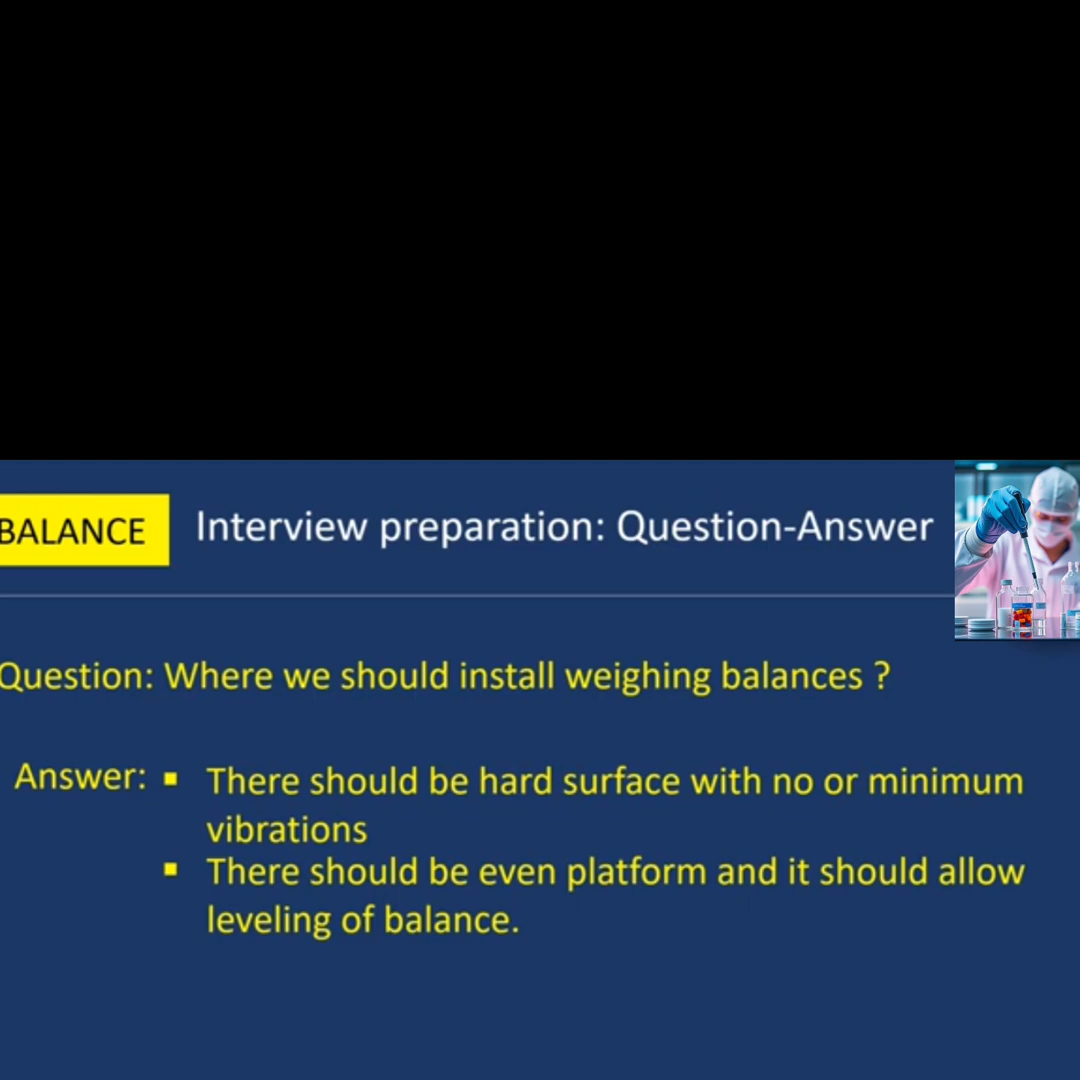 BALANCE
Interview preparation: Question-Answer
Question: Where we should install weighing balances ?
Answer: ▪ There should be hard surface with no or minimum
vibrations
▪ There should be even platform and it should allow
leveling of balance.